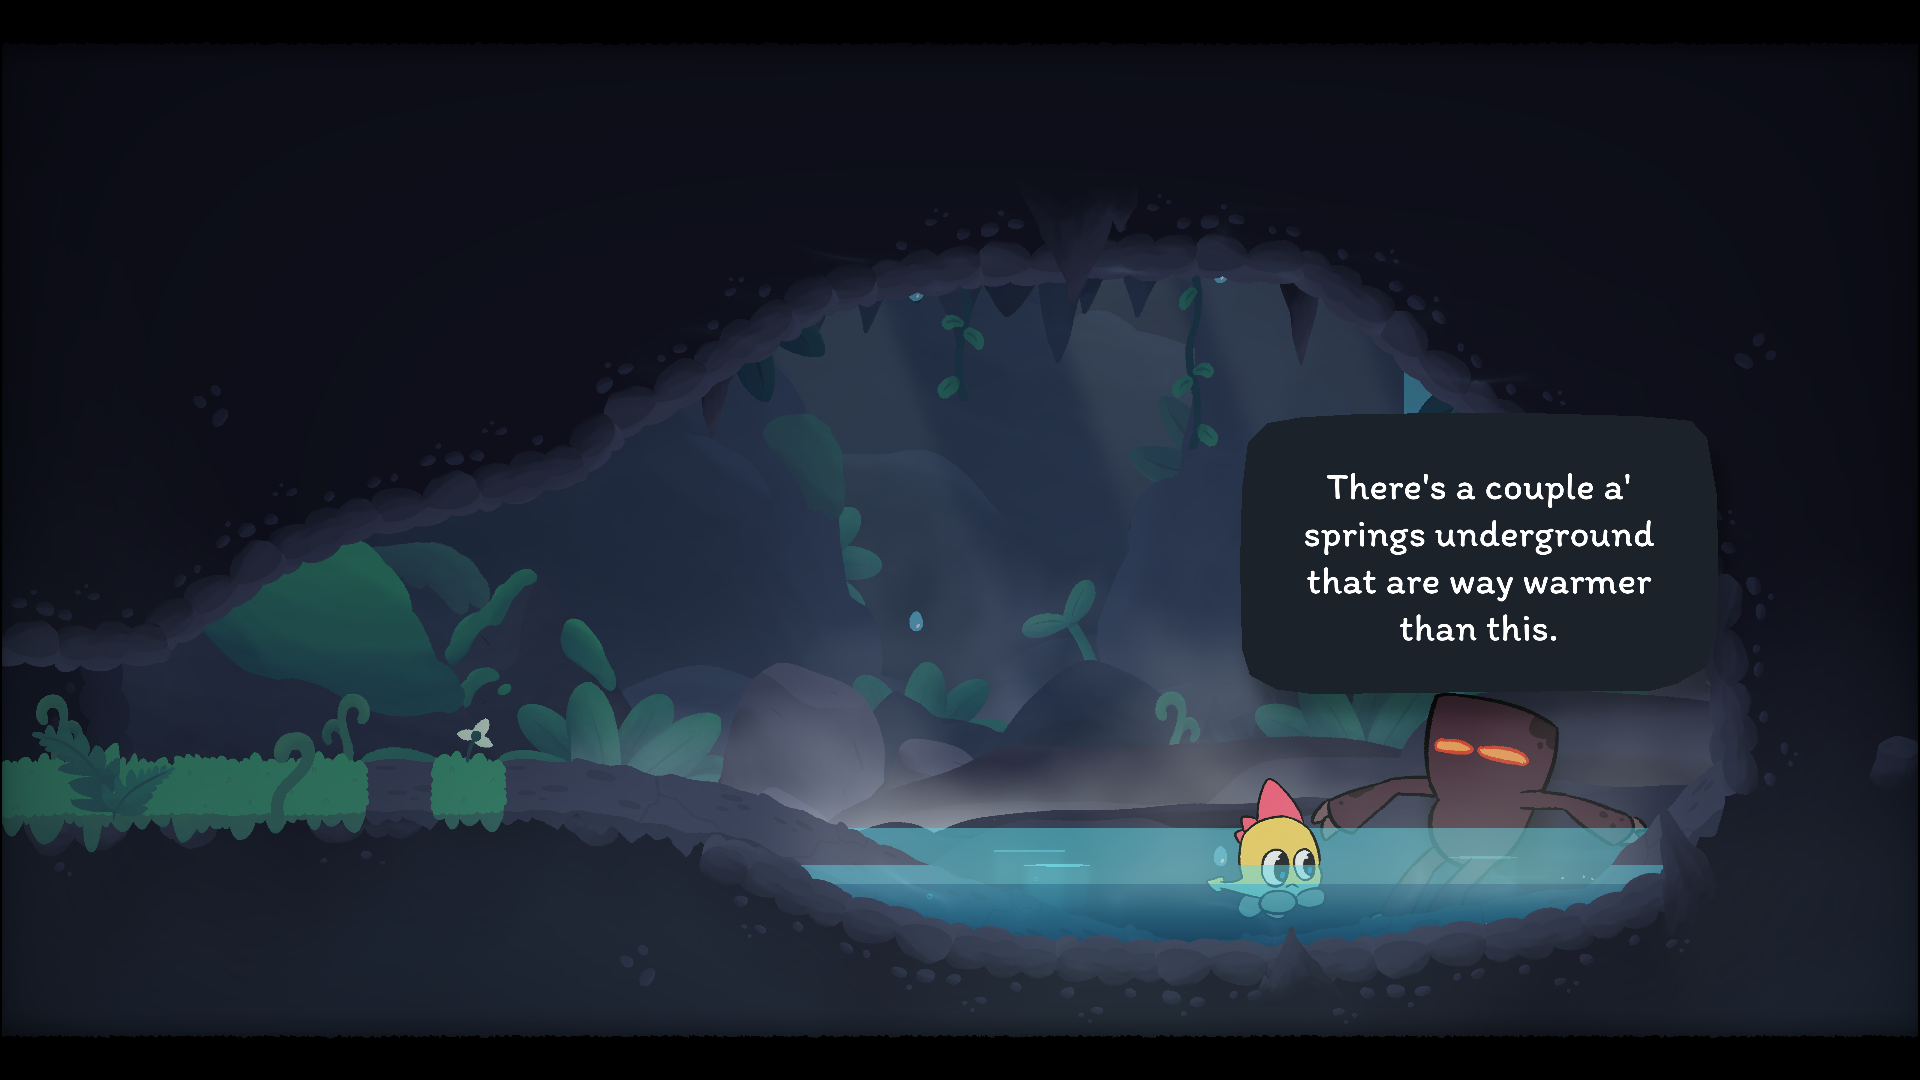 There's a couple a'
springs underground
that are way warmer
than this.